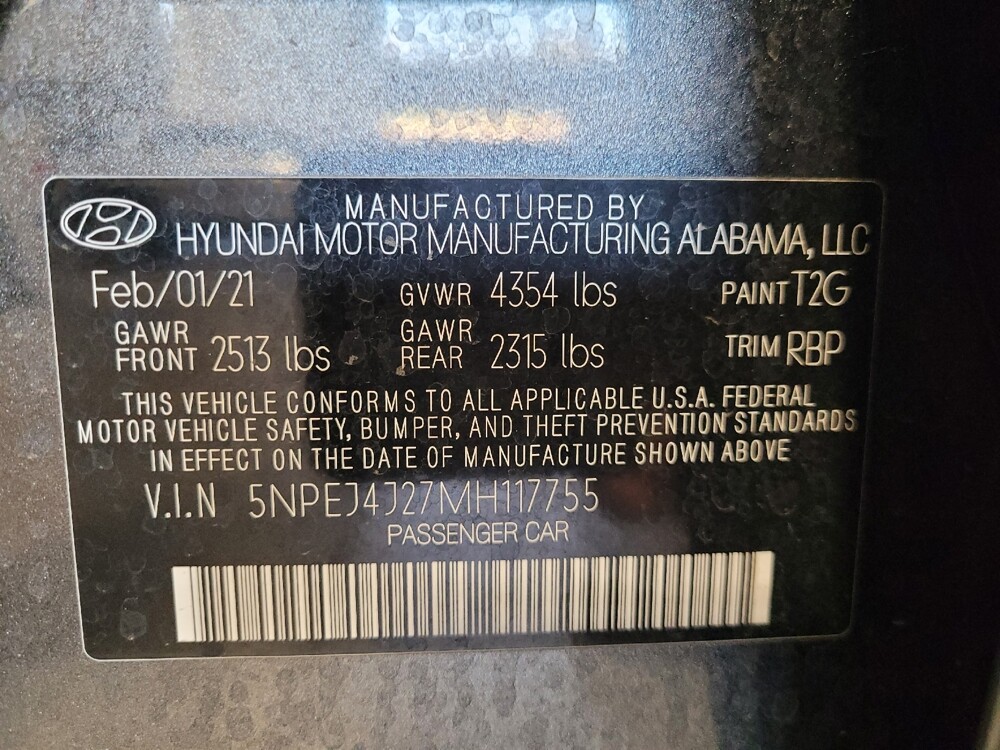 MANUFACTURED BY
HYUNDAI MOTOR MANUFACTURING ALABAMA, LLC
Feb/01/21 GVWR 4354 lbs PAINT T2G
GAWR FRONT 2513 lbs GAWR REAR 2315 lbs TRIM RBP
THIS VEHICLE CONFORMS TO ALL APPLICABLE U.S.A. FEDERAL
MOTOR VEHICLE SAFETY, BUMPER, AND THEFT PREVENTION STANDARDS
IN EFFECT ON THE DATE OF MANUFACTURE SHOWN ABOVE
V.I.N 5NPEJ4J27MH117755
PASSENGER CAR